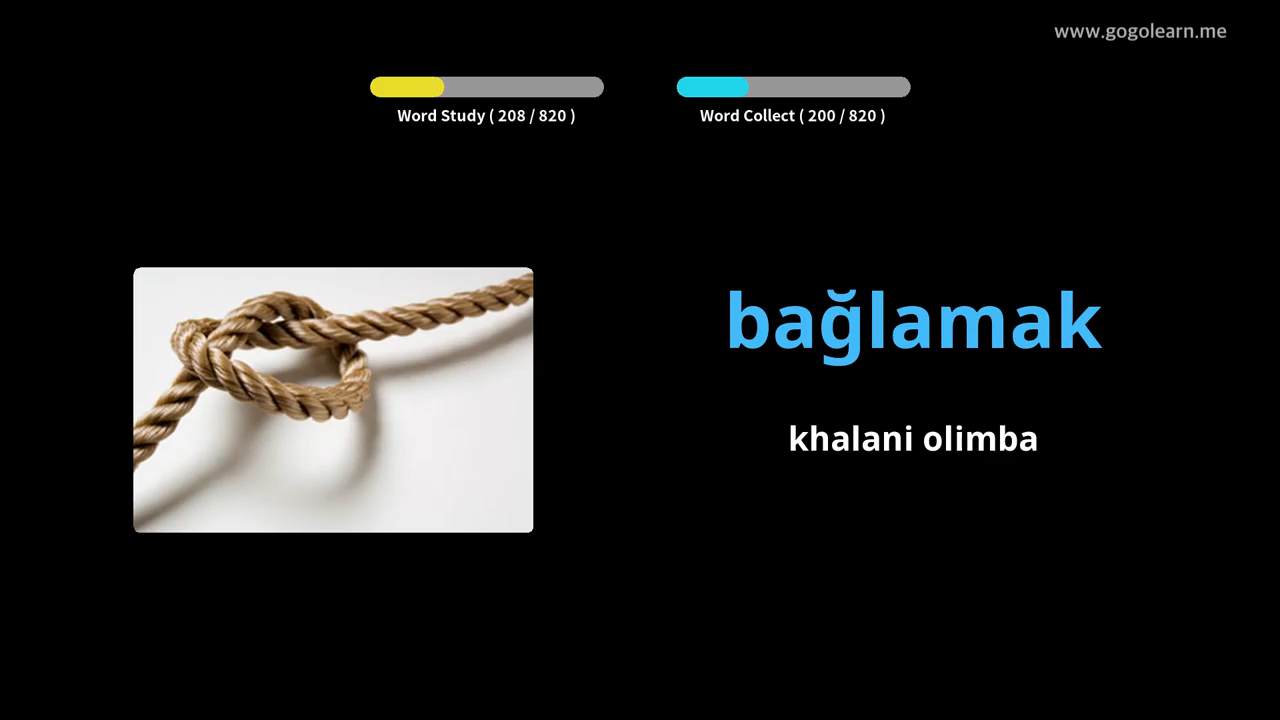 www.gogolearn.me
Word Study ( 208 / 820 )
Word Collect ( 200 / 820 )
bağlamak
khalani olimba